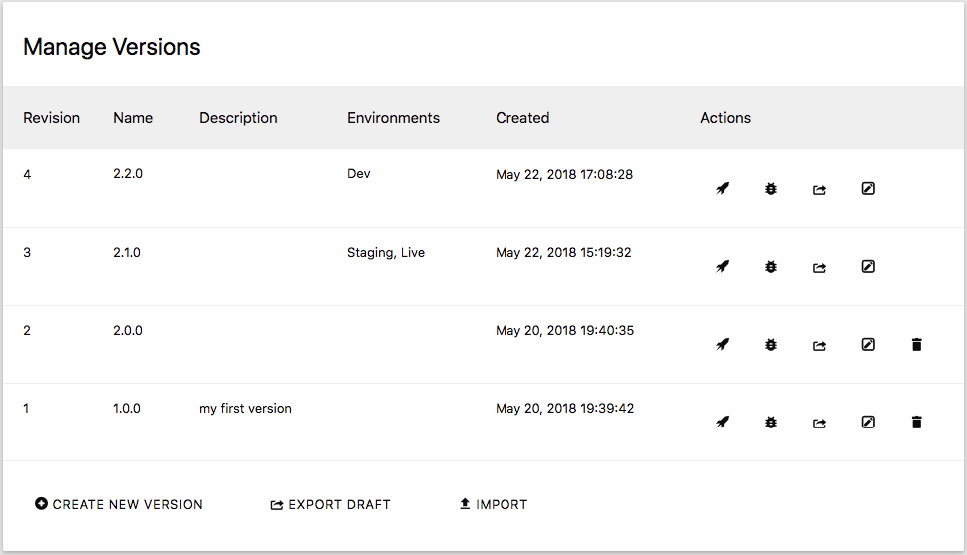 Manage Versions
Revision Name Description Environments Created Actions
4 2.2.0 Dev May 22, 2018 17:08:28
3 2.1.0 Staging, Live May 22, 2018 15:19:32
2 2.0.0 May 20, 2018 19:40:35
1 1.0.0 my first version May 20, 2018 19:39:42
CREATE NEW VERSION EXPORT DRAFT IMPORT